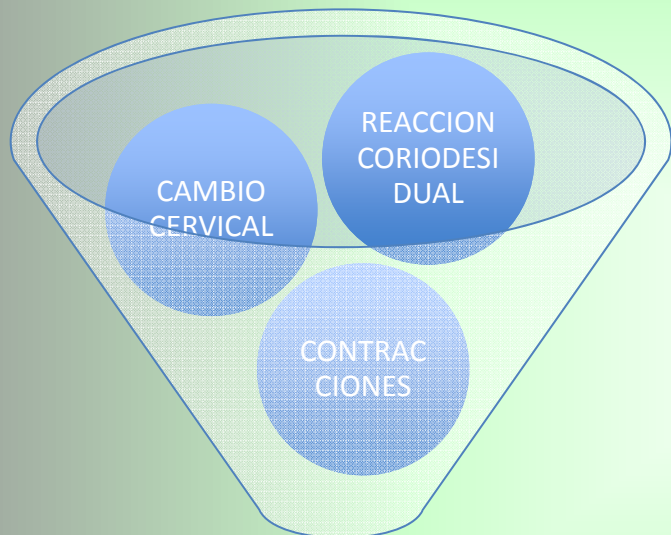 REACCION
CORIODESI
DUAL
CAMBIO
CERVICAL
CONTRAC
CIONES